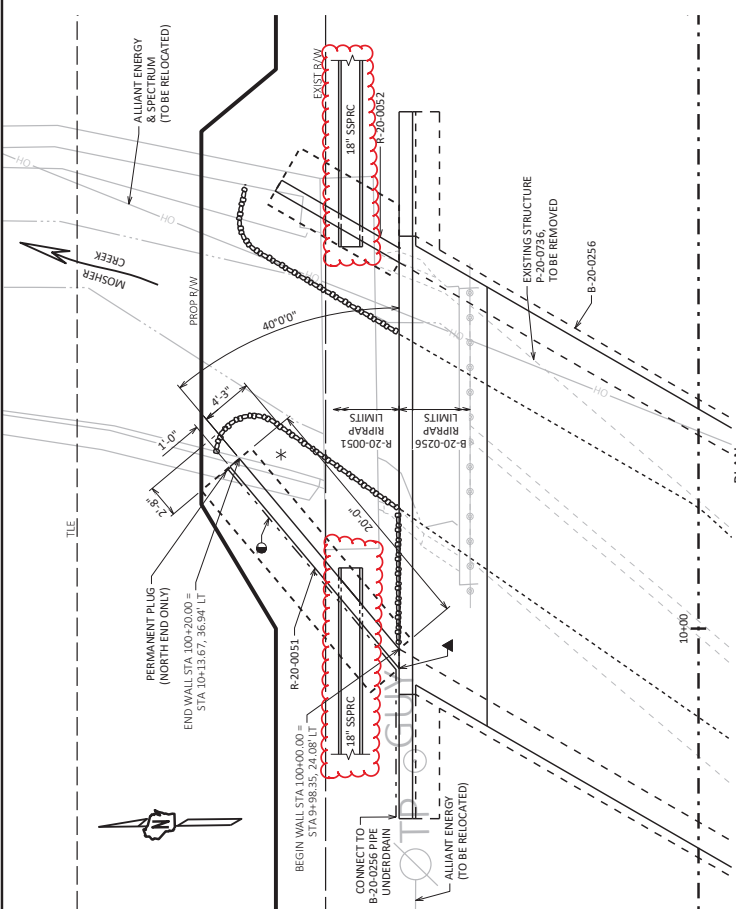 ALLIANT ENERGY
& SPECTRUM
(TO BE RELOCATED)
EXIST R/W
18" SSPRC
R-20-0052
HO
OH
MOSHER
CREEK
PROP R/W
40°0'0"
OH
EXISTING STRUCTURE
P-20-0736,
TO BE REMOVED
B-20-0256
HO
4'-3"
1'-0"
2'-8"
R-20-0051
RIPRAP
LIMITS
B-20-0256
RIPRAP
LIMITS
TLE
20'-0"
PERMANENT PLUG
(NORTH END ONLY)
END WALL STA 100+20.00 =
STA 10+13.67, 36.94' LT
R-20-0051
10+00
18" SSPRC
BEGIN WALL STA 100+00.00 =
STA 9+98.35, 24.08' LT
N
GUY
TP
CONNECT TO
B-20-0256 PIPE
UNDERDRAIN
ALLIANT ENERGY
(TO BE RELOCATED)